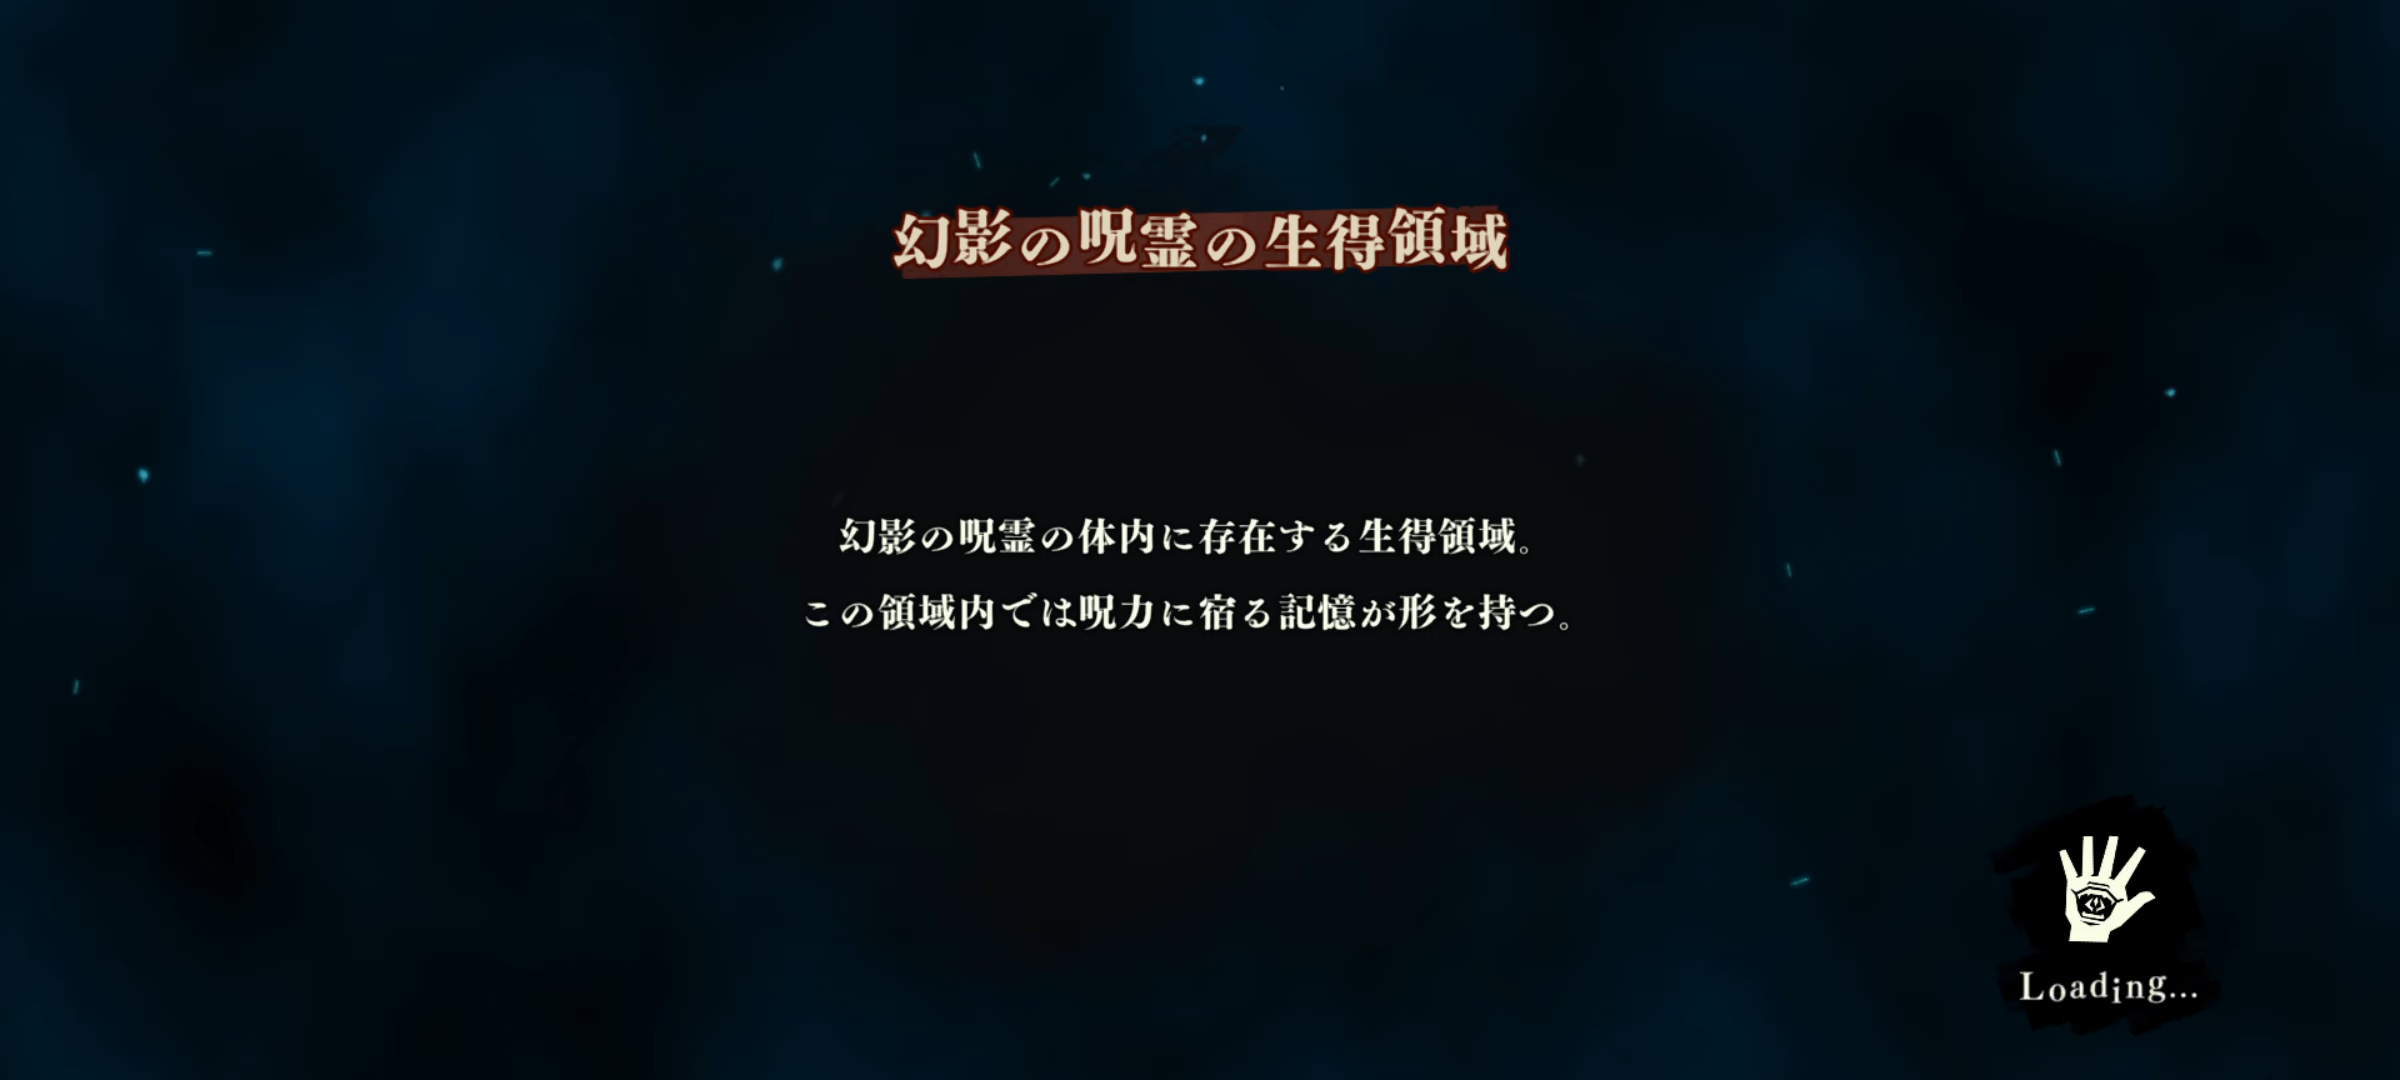 幻影の呪霊の生得領域
幻影の呪霊の体内に存在する生得領域。
この領域内では呪力に宿る記憶が形を持つ。
Loading...